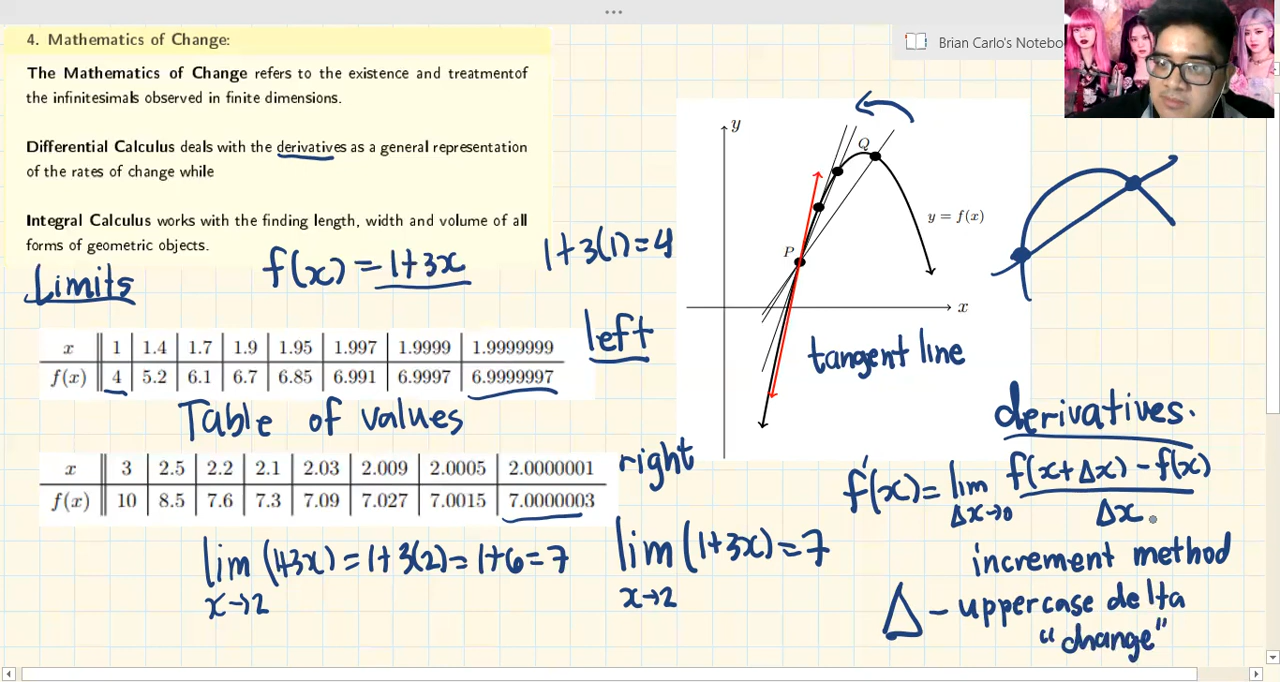 4. Mathematics of Change:
The Mathematics of Change refers to the existence and treatmentof
the infinitesimals observed in finite dimensions.
Differential Calculus deals with the derivatives as a general representation
of the rates of change while
Integral Calculus works with the finding length, width and volume of all
forms of geometric objects.
Limits
f(x) = 1+3x
1+3(1)=4
x 1 1.4 1.7 1.9 1.95 1.997 1.9999 1.9999999
f(x) 4 5.2 6.1 6.7 6.85 6.991 6.9997 6.9999997
left
Table of values
x 3 2.5 2.2 2.1 2.03 2.009 2.0005 2.0000001
f(x) 10 8.5 7.6 7.3 7.09 7.027 7.0015 7.0000003
right
lim (1+3x) = 1+3(2) = 1+6 = 7
x→2
lim (1+3x) = 7
x→2
Brian Carlo's Notebo
y
Q
y = f(x)
P
x
tangent line
derivatives.
f'(x) = lim f(x+Δx) - f(x)
Δx→0 Δx
increment method
Δ - uppercase delta
"change"